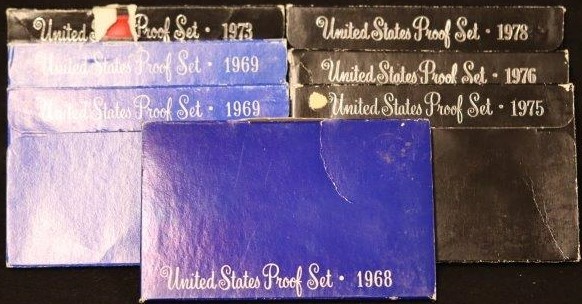 United S Proof Set · 1973
United States Proof Set · 1978
United States Proof Set · 1969
United States Proof Set · 1976
United States Proof Set · 1969
United States Proof Set · 1975
United States Proof Set · 1968